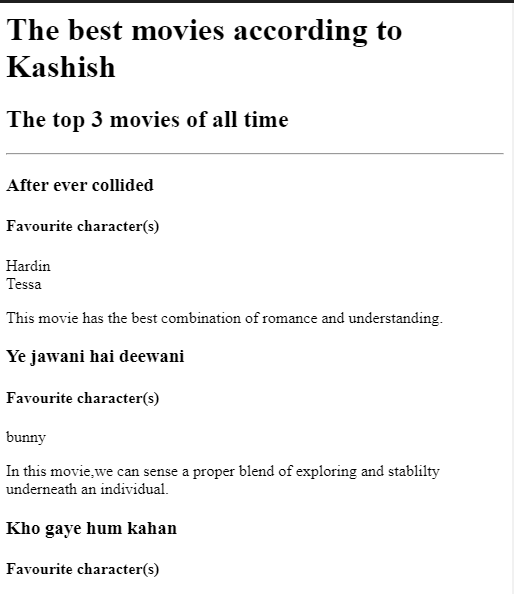 The best movies according to
Kashish
The top 3 movies of all time
After ever collided
Favourite character(s)
Hardin
Tessa
This movie has the best combination of romance and understanding.
Ye jawani hai deewani
Favourite character(s)
bunny
In this movie,we can sense a proper blend of exploring and stablilty
underneath an individual.
Kho gaye hum kahan
Favourite character(s)